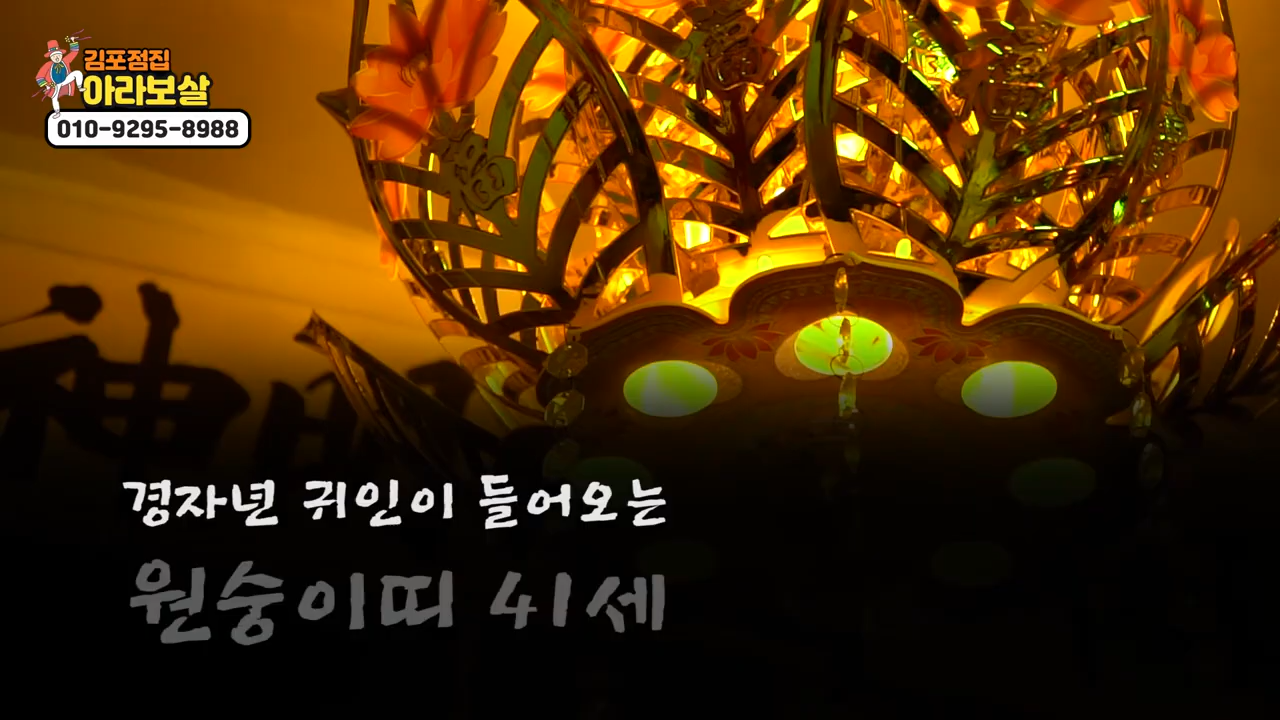 김포점집
아라보살
010-9295-8988
神
경자년 귀인이 들어오는
원숭이띠 41세